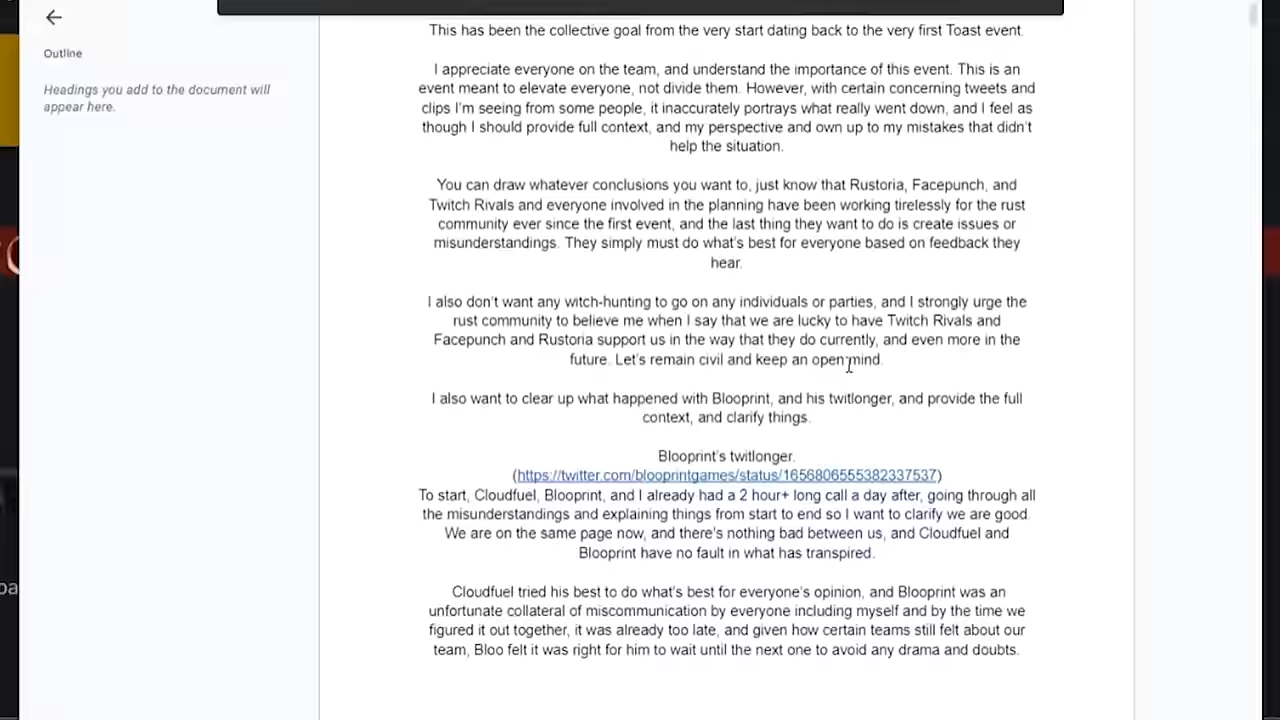 Outline
Headings you add to the document will
appear here.
This has been the collective goal from the very start dating back to the very first Toast event.
I appreciate everyone on the team, and understand the importance of this event. This is an
event meant to elevate everyone, not divide them. However, with certain concerning tweets and
clips I'm seeing from some people, it inaccurately portrays what really went down, and I feel as
though I should provide full context, and my perspective and own up to my mistakes that didn't
help the situation.
You can draw whatever conclusions you want to, just know that Rustoria, Facepunch, and
Twitch Rivals and everyone involved in the planning have been working tirelessly for the rust
community ever since the first event, and the last thing they want to do is create issues or
misunderstandings. They simply must do what's best for everyone based on feedback they
hear.
I also don't want any witch-hunting to go on any individuals or parties, and I strongly urge the
rust community to believe me when I say that we are lucky to have Twitch Rivals and
Facepunch and Rustoria support us in the way that they do currently, and even more in the
future. Let's remain civil and keep an open mind.
I also want to clear up what happened with Blooprint, and his twitlonger, and provide the full
context, and clarify things.
Blooprint's twitlonger.
(https://twitter.com/blooprintgames/status/1656806555382337537)
To start, Cloudfuel, Blooprint, and I already had a 2 hour+ long call a day after, going through all
the misunderstandings and explaining things from start to end so I want to clarify we are good.
We are on the same page now, and there's nothing bad between us, and Cloudfuel and
Blooprint have no fault in what has transpired.
Cloudfuel tried his best to do what's best for everyone's opinion, and Blooprint was an
unfortunate collateral of miscommunication by everyone including myself and by the time we
figured it out together, it was already too late, and given how certain teams still felt about our
team, Bloo felt it was right for him to wait until the next one to avoid any drama and doubts.